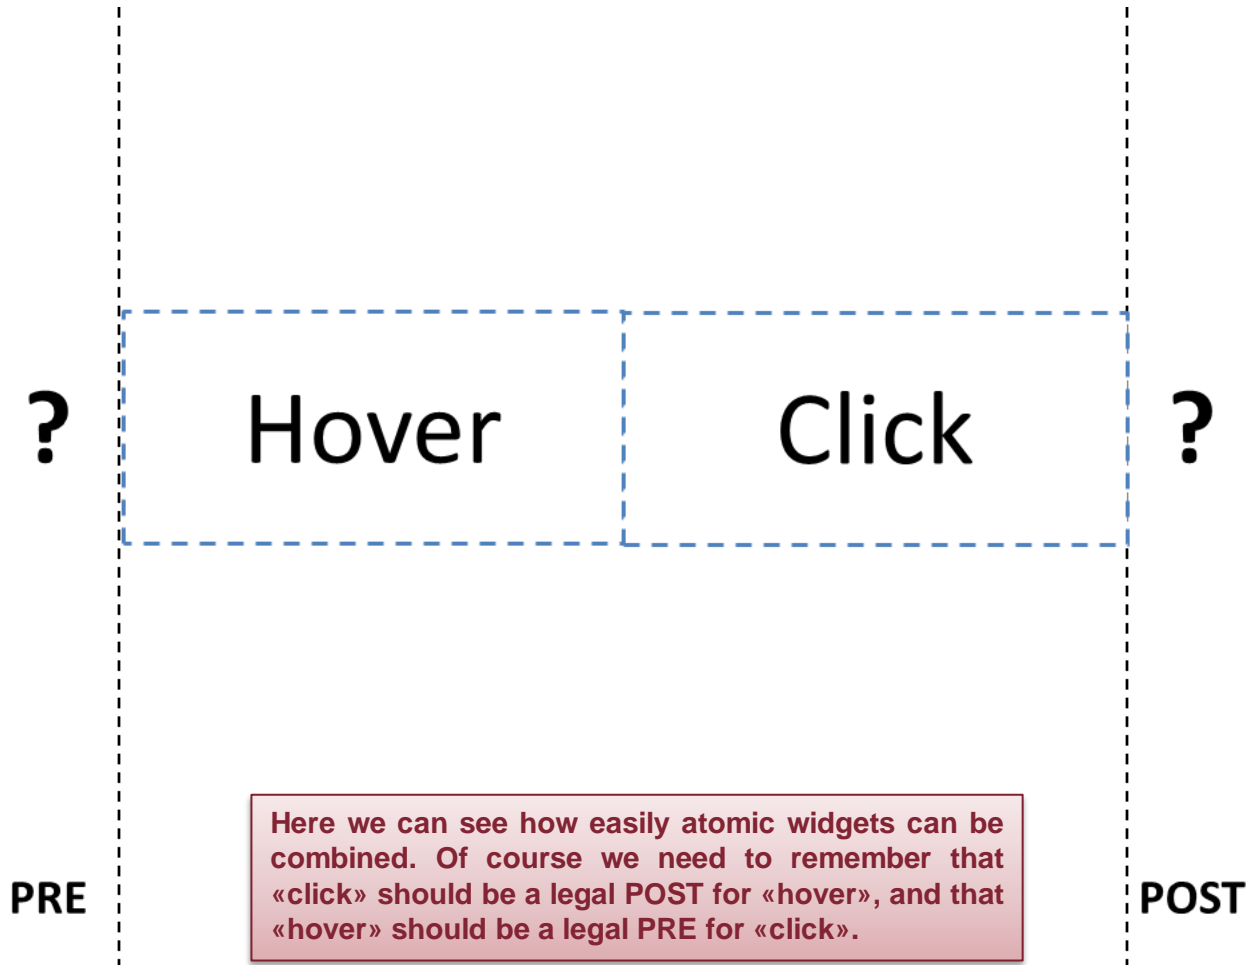 ? Hover Click ?
Here we can see how easily atomic widgets can be
combined. Of course we need to remember that
«click» should be a legal POST for «hover», and that
«hover» should be a legal PRE for «click».
PRE
POST